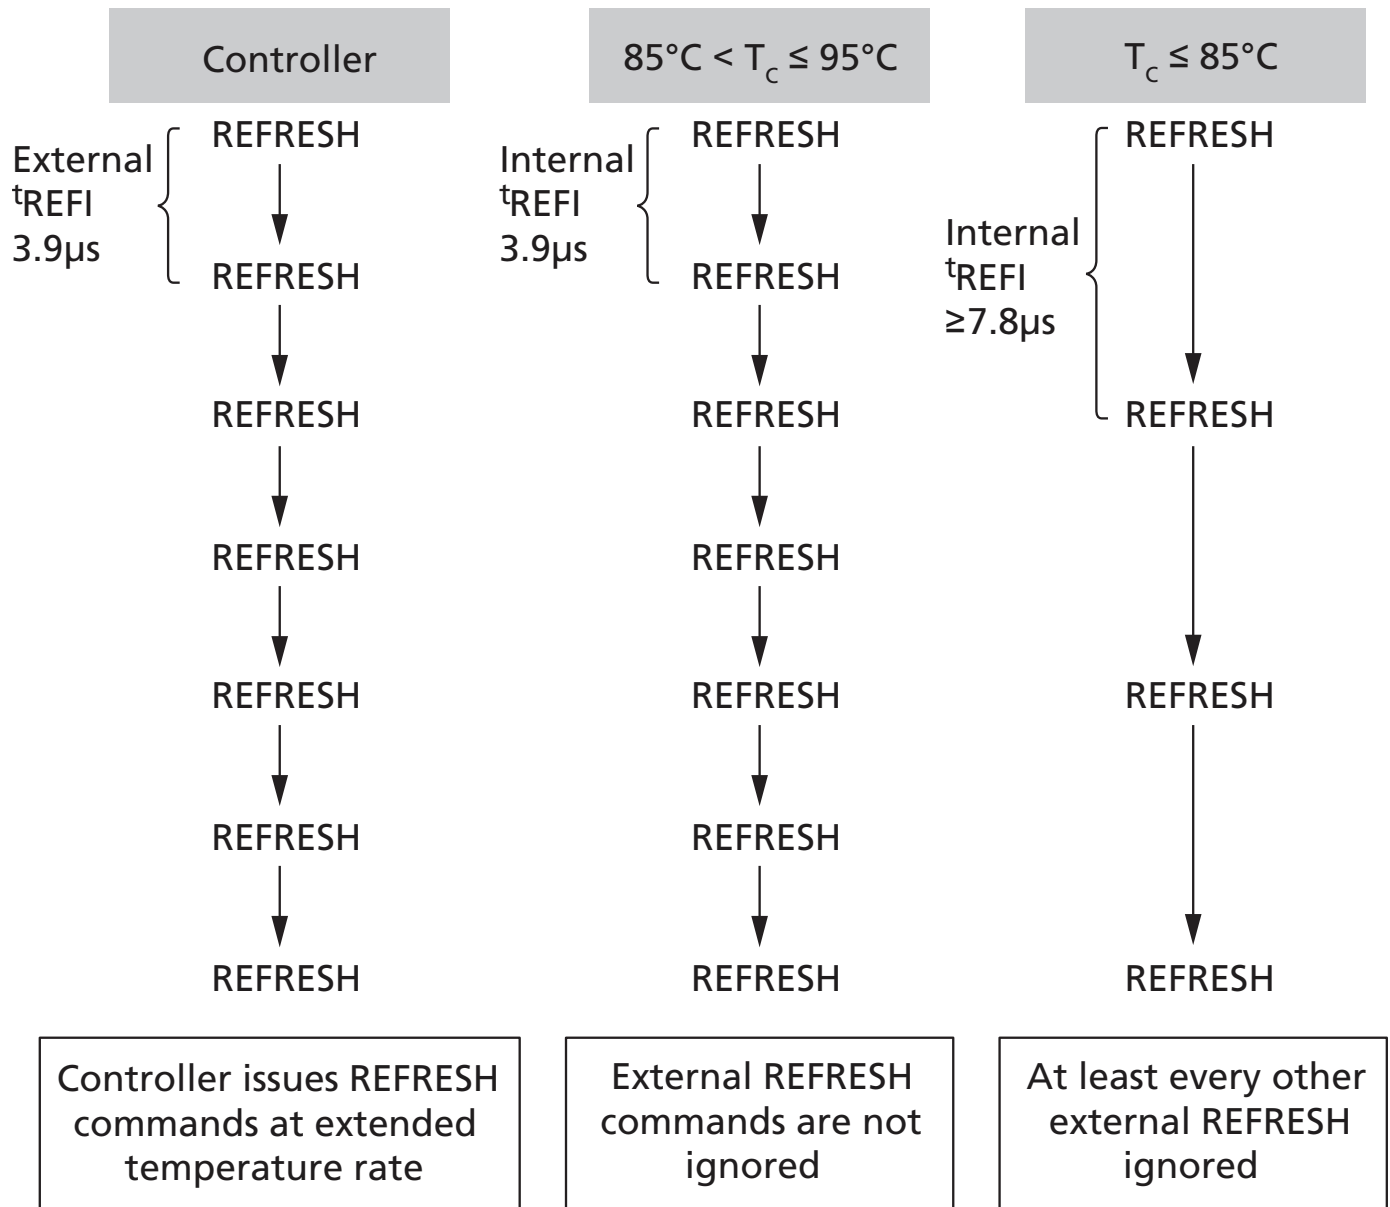 Controller
85°C < Tc ≤ 95°C
Tc ≤ 85°C
External
tREFI
3.9µs
REFRESH
REFRESH
REFRESH
REFRESH
REFRESH
REFRESH
REFRESH
Internal
tREFI
3.9µs
REFRESH
REFRESH
REFRESH
REFRESH
REFRESH
REFRESH
REFRESH
Internal
tREFI
≥7.8µs
REFRESH
REFRESH
REFRESH
REFRESH
Controller issues REFRESH
commands at extended
temperature rate
External REFRESH
commands are not
ignored
At least every other
external REFRESH
ignored